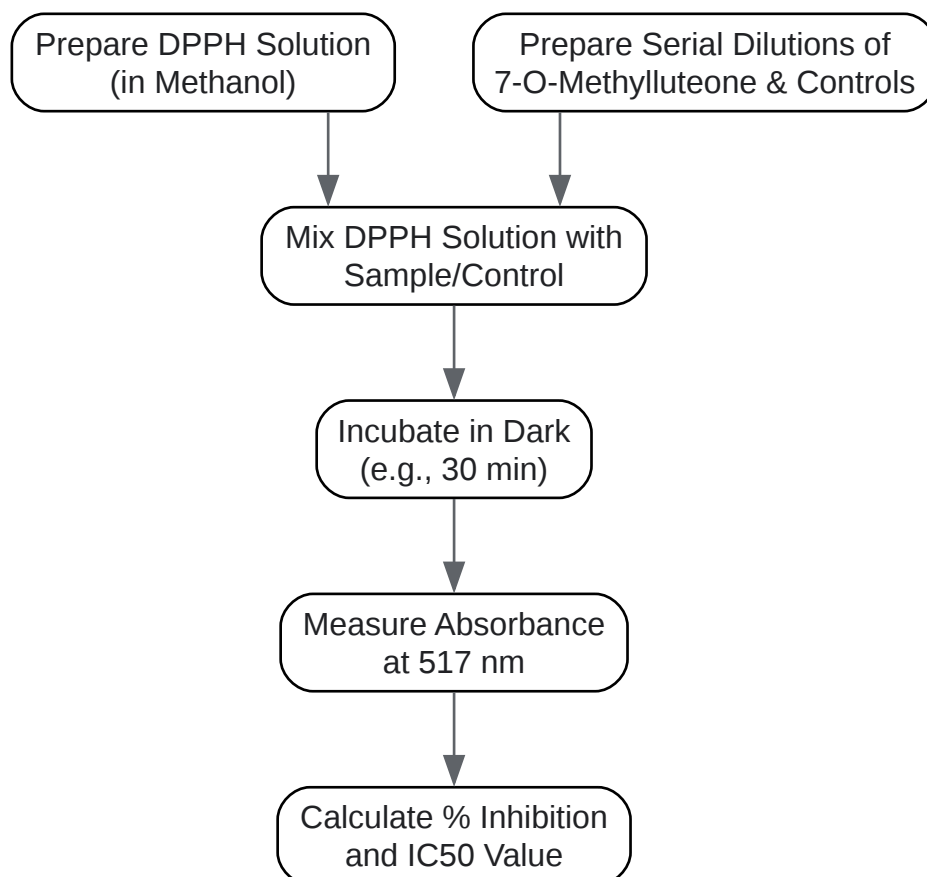 Prepare DPPH Solution
(in Methanol)
Prepare Serial Dilutions of
7-O-Methylluteone & Controls
Mix DPPH Solution with
Sample/Control
Incubate in Dark
(e.g., 30 min)
Measure Absorbance
at 517 nm
Calculate % Inhibition
and IC50 Value